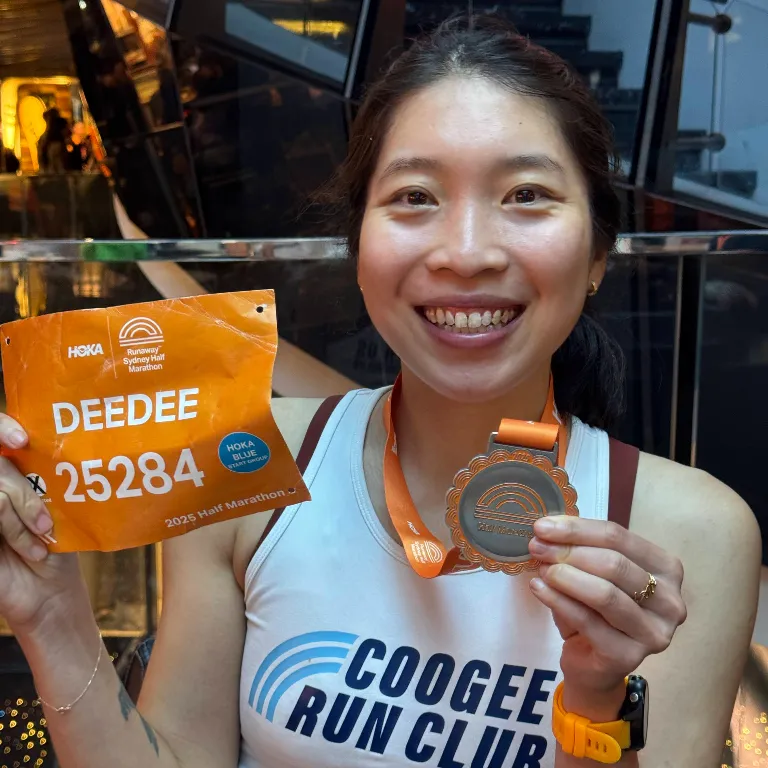 HOKA
Runaway
Sydney Half
Marathon
DEEDEE
25284
HOKA
BLUE
START GROUP
2025 Half Marathon
COOGEE
RUN CLUB